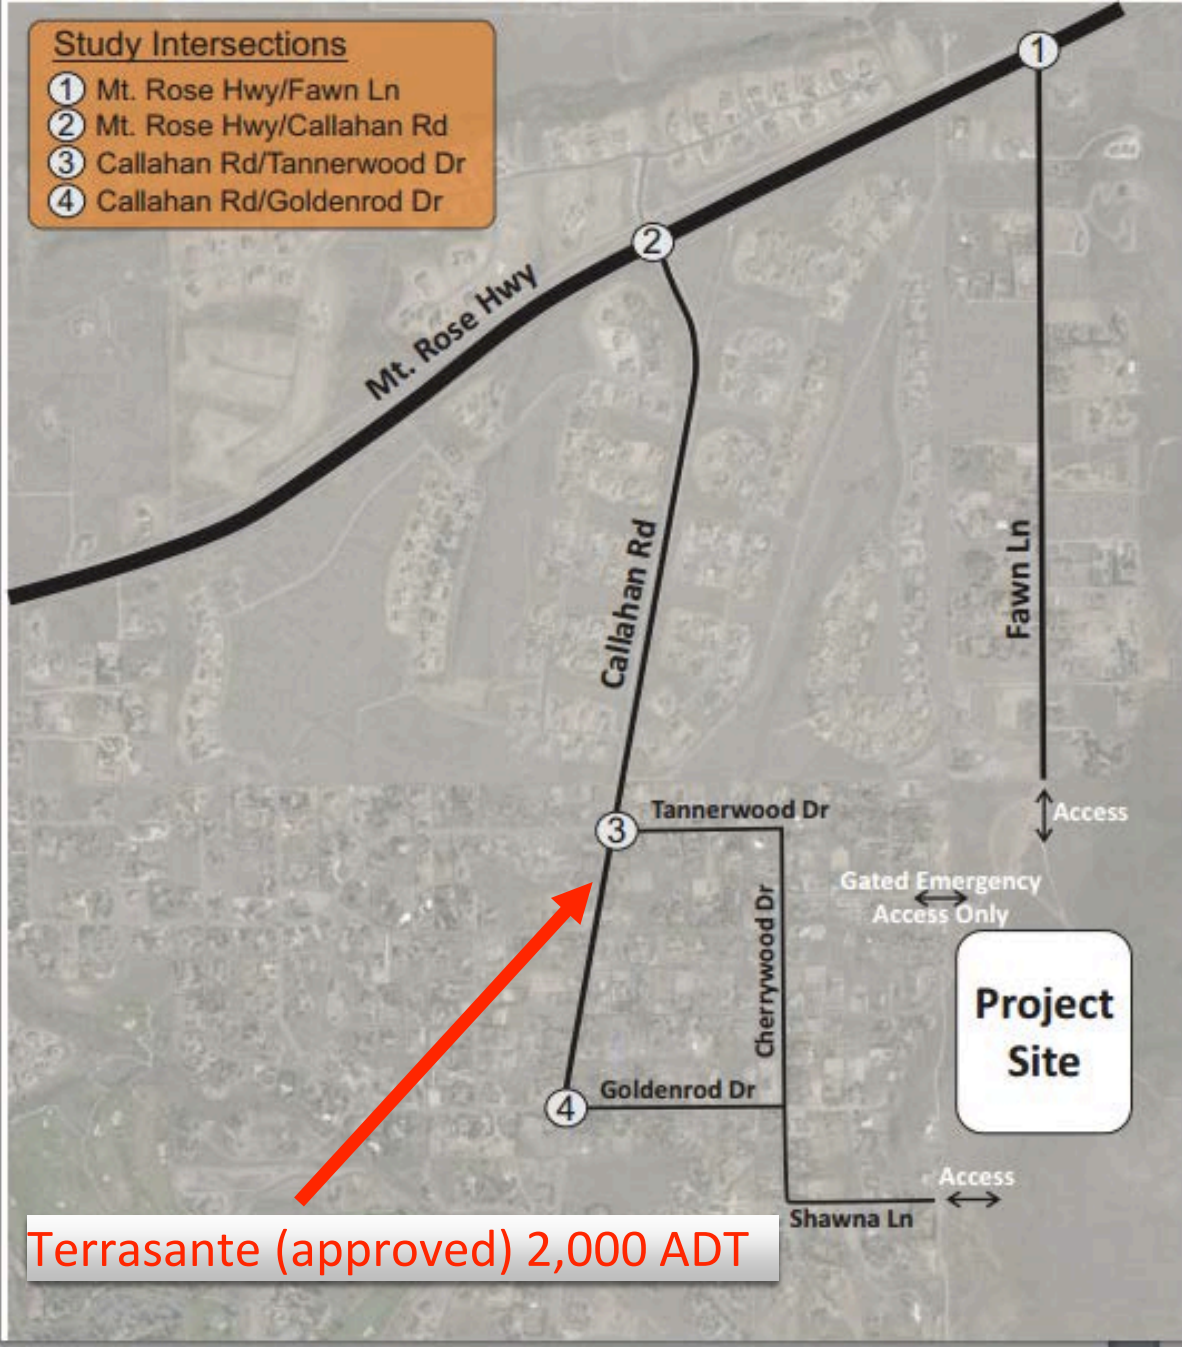 Study Intersections
1 Mt. Rose Hwy/Fawn Ln
2 Mt. Rose Hwy/Callahan Rd
3 Callahan Rd/Tannerwood Dr
4 Callahan Rd/Goldenrod Dr
1
2
Mt. Rose Hwy
Callahan Rd
Fawn Ln
3
Tannerwood Dr
Access
Gated Emergency
Access Only
Cherrywood Dr
Project
Site
4
Goldenrod Dr
Access
Shawna Ln
Terrasante (approved) 2,000 ADT